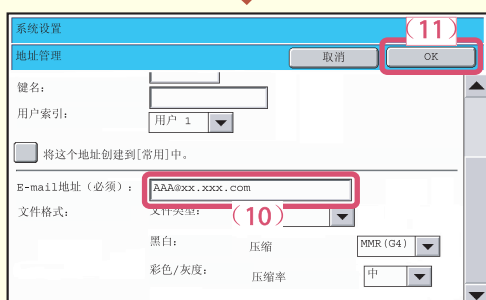 系统设置
(11)
地址管理
取消
OK
键名:
用户索引:
用户 1
将这个地址创建到[常用]中。
E-mail地址(必须):
AAA@xx.xxx.com
文件格式:
文件类型:
(10)
黑白:
压缩
MMR(G4)
彩色/灰度:
压缩率
中